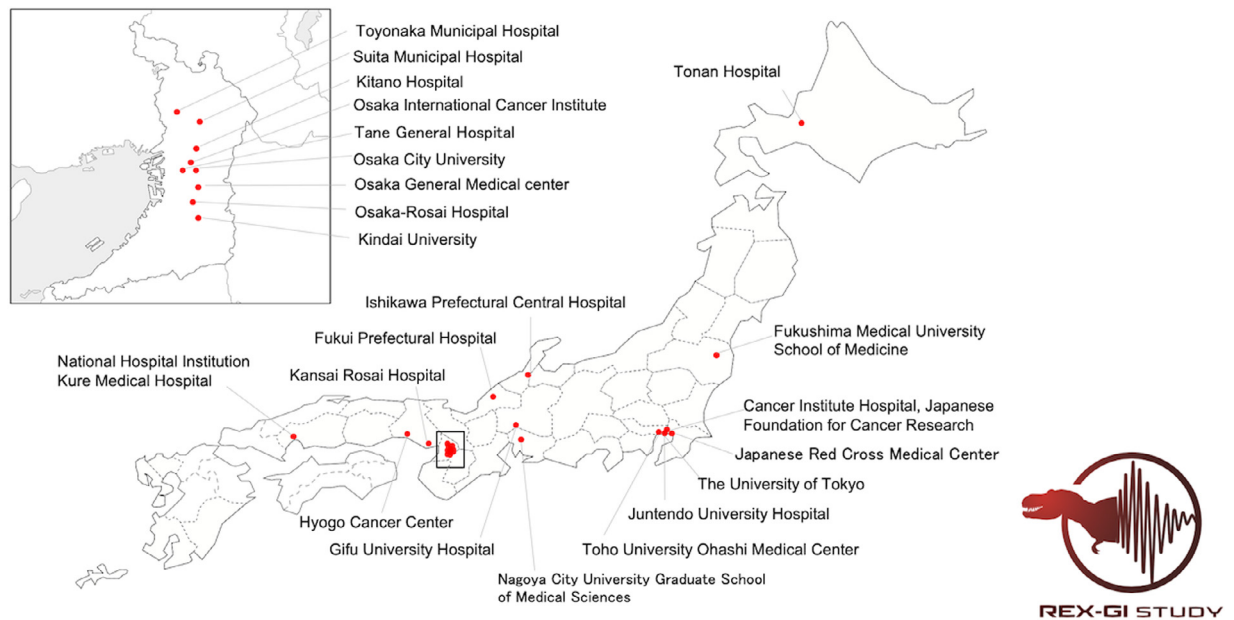 Toyonaka Municipal Hospital
Suita Municipal Hospital
Kitano Hospital
Osaka International Cancer Institute
Tane General Hospital
Osaka City University
Osaka General Medical center
Osaka-Rosai Hospital
Kindai University
Tonan Hospital
Ishikawa Prefectural Central Hospital
Fukui Prefectural Hospital
Kansai Rosai Hospital
National Hospital Institution
Kure Medical Hospital
Fukushima Medical University
School of Medicine
Cancer Institute Hospital, Japanese
Foundation for Cancer Research
Japanese Red Cross Medical Center
The University of Tokyo
Juntendo University Hospital
Toho University Ohashi Medical Center
Hyogo Cancer Center
Gifu University Hospital
Nagoya City University Graduate School
of Medical Sciences
REX-GI STUDY